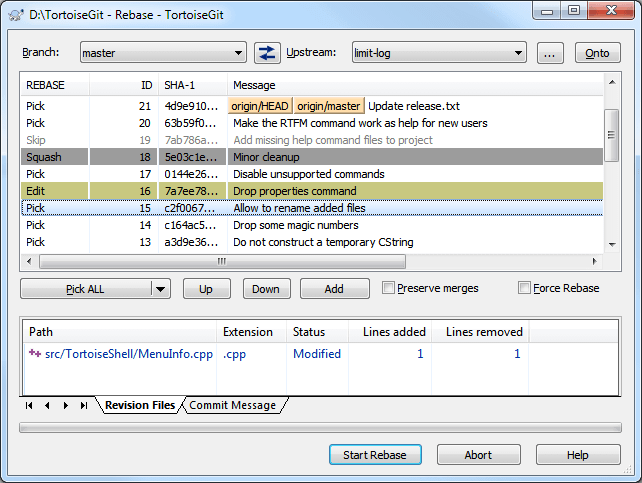 D:\TortoiseGit - Rebase - TortoiseGit
Branch: master Upstream: limit-log ... Onto
REBASE ID SHA-1 Message
Pick 21 4d9e910... origin/HEAD origin/master Update release.txt
Pick 20 63b59f0... Make the RTFM command work as help for new users
Skip 19 7ab786a... Add missing help command files to project
Squash 18 5e03c1e... Minor cleanup
Pick 17 0144e26... Disable unsupported commands
Edit 16 7a7ee78... Drop properties command
Pick 15 c2f0067... Allow to rename added files
Pick 14 c164ac5... Drop some magic numbers
Pick 13 a3d9e36... Do not construct a temporary CString
Pick ALL Up Down Add Preserve merges Force Rebase
Path Extension Status Lines added Lines removed
src/TortoiseShell/MenuInfo.cpp .cpp Modified 1 1
Revision Files Commit Message
Start Rebase Abort Help